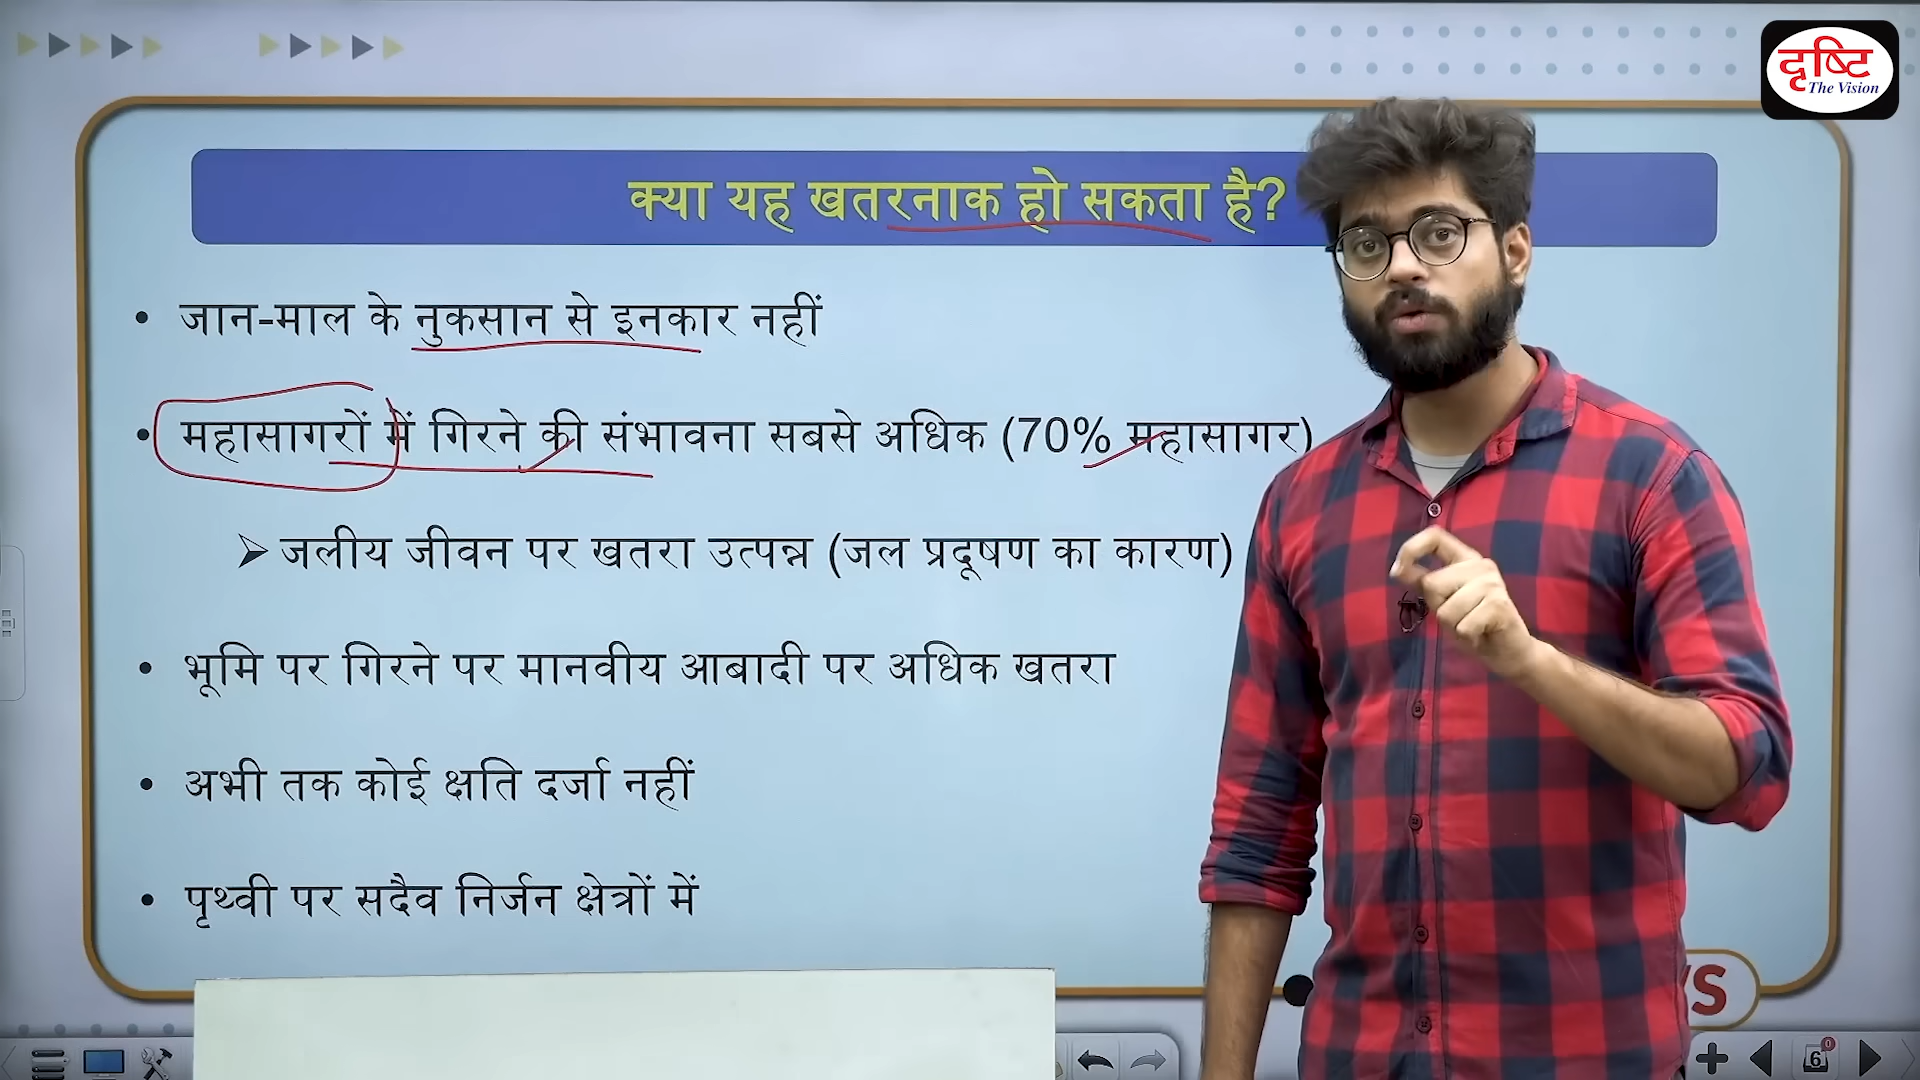 दृष्टि
The Vision
क्या यह खतरनाक हो सकता है?
• जान-माल के नुकसान से इनकार नहीं
• महासागरों में गिरने की संभावना सबसे अधिक (70% महासागर)
➢ जलीय जीवन पर खतरा उत्पन्न (जल प्रदूषण का कारण)
• भूमि पर गिरने पर मानवीय आबादी पर अधिक खतरा
• अभी तक कोई क्षति दर्जा नहीं
• पृथ्वी पर सदैव निर्जन क्षेत्रों में
6
0